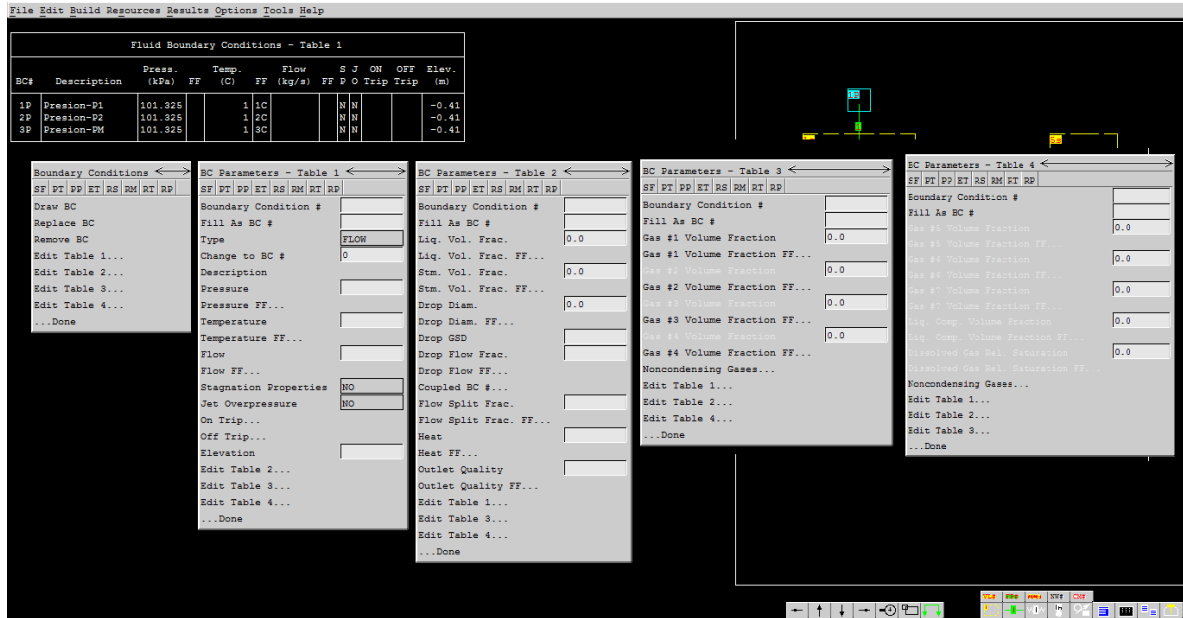 File Edit Build Resources Results Options Tools Help
Fluid Boundary Conditions - Table 1
Press. Temp. Flow S J ON OFF Elev.
BC# Description (kPa) FF (C) FF (kg/s) FF P O Trip Trip (m)
1P Presion-P1 101.325 1 1C N N -0.41
2P Presion-P2 101.325 1 2C N N -0.41
3P Presion-PM 101.325 1 3C N N -0.41
1P
1
5s
Boundary Conditions
SF PT PP ET RS RM RT RP
Draw BC
Replace BC
Remove BC
Edit Table 1...
Edit Table 2...
Edit Table 3...
Edit Table 4...
...Done
BC Parameters - Table 1
SF PT PP ET RS RM RT RP
Boundary Condition #
Fill As BC #
Type FLOW
Change to BC # 0
Description
Pressure
Pressure FF...
Temperature
Temperature FF...
Flow
Flow FF...
Stagnation Properties NO
Jet Overpressure NO
On Trip...
Off Trip...
Elevation
Edit Table 2...
Edit Table 3...
Edit Table 4...
...Done
BC Parameters - Table 2
SF PT PP ET RS RM RT RP
Boundary Condition #
Fill As BC #
Liq. Vol. Frac. 0.0
Liq. Vol. Frac. FF...
Stm. Vol. Frac. 0.0
Stm. Vol. Frac. FF...
Drop Diam. 0.0
Drop Diam. FF...
Drop GSD
Drop Flow Frac.
Drop Flow FF...
Coupled BC #...
Flow Split Frac.
Flow Split Frac. FF...
Heat
Heat FF...
Outlet Quality
Outlet Quality FF...
Edit Table 1...
Edit Table 3...
Edit Table 4...
...Done
BC Parameters - Table 3
SF PT PP ET RS RM RT RP
Boundary Condition #
Fill As BC #
Gas #1 Volume Fraction 0.0
Gas #1 Volume Fraction FF...
Gas #2 Volume Fraction 0.0
Gas #2 Volume Fraction FF...
Gas #3 Volume Fraction 0.0
Gas #3 Volume Fraction FF...
Gas #4 Volume Fraction 0.0
Gas #4 Volume Fraction FF...
Noncondensing Gases...
Edit Table 1...
Edit Table 2...
Edit Table 4...
...Done
BC Parameters - Table 4
SF PT PP ET RS RM RT RP
Boundary Condition #
Fill As BC #
Gas #5 Volume Fraction 0.0
Gas #5 Volume Fraction FF...
Gas #6 Volume Fraction 0.0
Gas #6 Volume Fraction FF...
Gas #7 Volume Fraction 0.0
Gas #7 Volume Fraction FF...
Liq. Comp. Volume Fraction 0.0
Liq. Comp. Volume Fraction FF...
Dissolved Gas Rel. Saturation 0.0
Dissolved Gas Rel. Saturation FF...
Noncondensing Gases...
Edit Table 1...
Edit Table 2...
Edit Table 3...
...Done
VL# NW# CN#